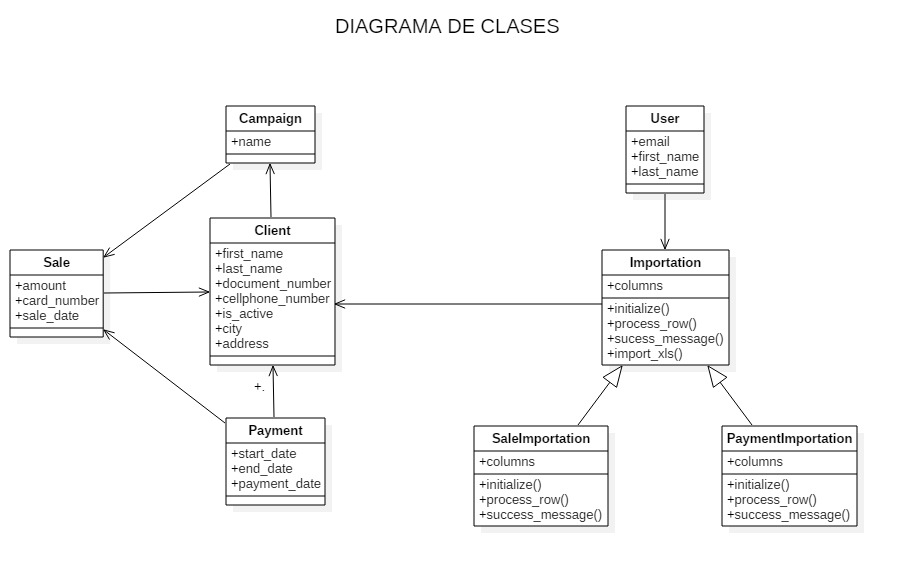 DIAGRAMA DE CLASES
Campaign
+name
User
+email
+first_name
+last_name
Client
+first_name
+last_name
+document_number
+cellphone_number
+is_active
+city
+address
Sale
+amount
+card_number
+sale_date
Importation
+columns
+initialize()
+process_row()
+sucess_message()
+import_xls()
+.
Payment
+start_date
+end_date
+payment_date
SaleImportation
+columns
+initialize()
+process_row()
+success_message()
PaymentImportation
+columns
+initialize()
+process_row()
+success_message()